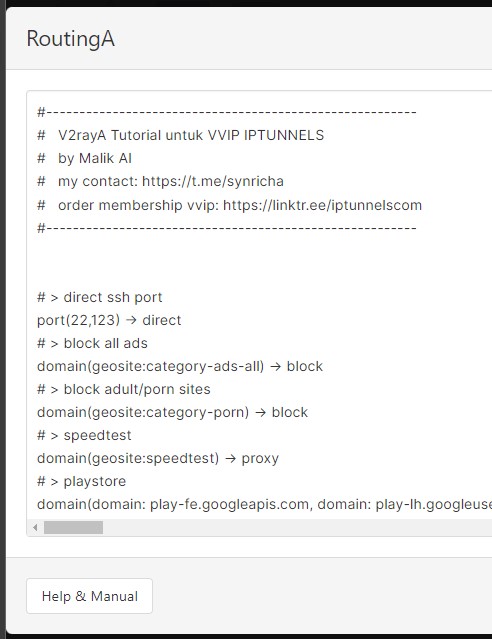 RoutingA
#--------------------------------------------------------
# V2rayA Tutorial untuk VVIP IPTUNNELS
# by Malik AI
# my contact: https://t.me/synricha
# order membership vvip: https://linktr.ee/iptunnelscom
#--------------------------------------------------------
# > direct ssh port
port(22,123) -> direct
# > block all ads
domain(geosite:category-ads-all) -> block
# > block adult/porn sites
domain(geosite:category-porn) -> block
# > speedtest
domain(geosite:speedtest) -> proxy
# > playstore
domain(domain: play-fe.googleapis.com, domain: play-lh.googleuse
Help & Manual